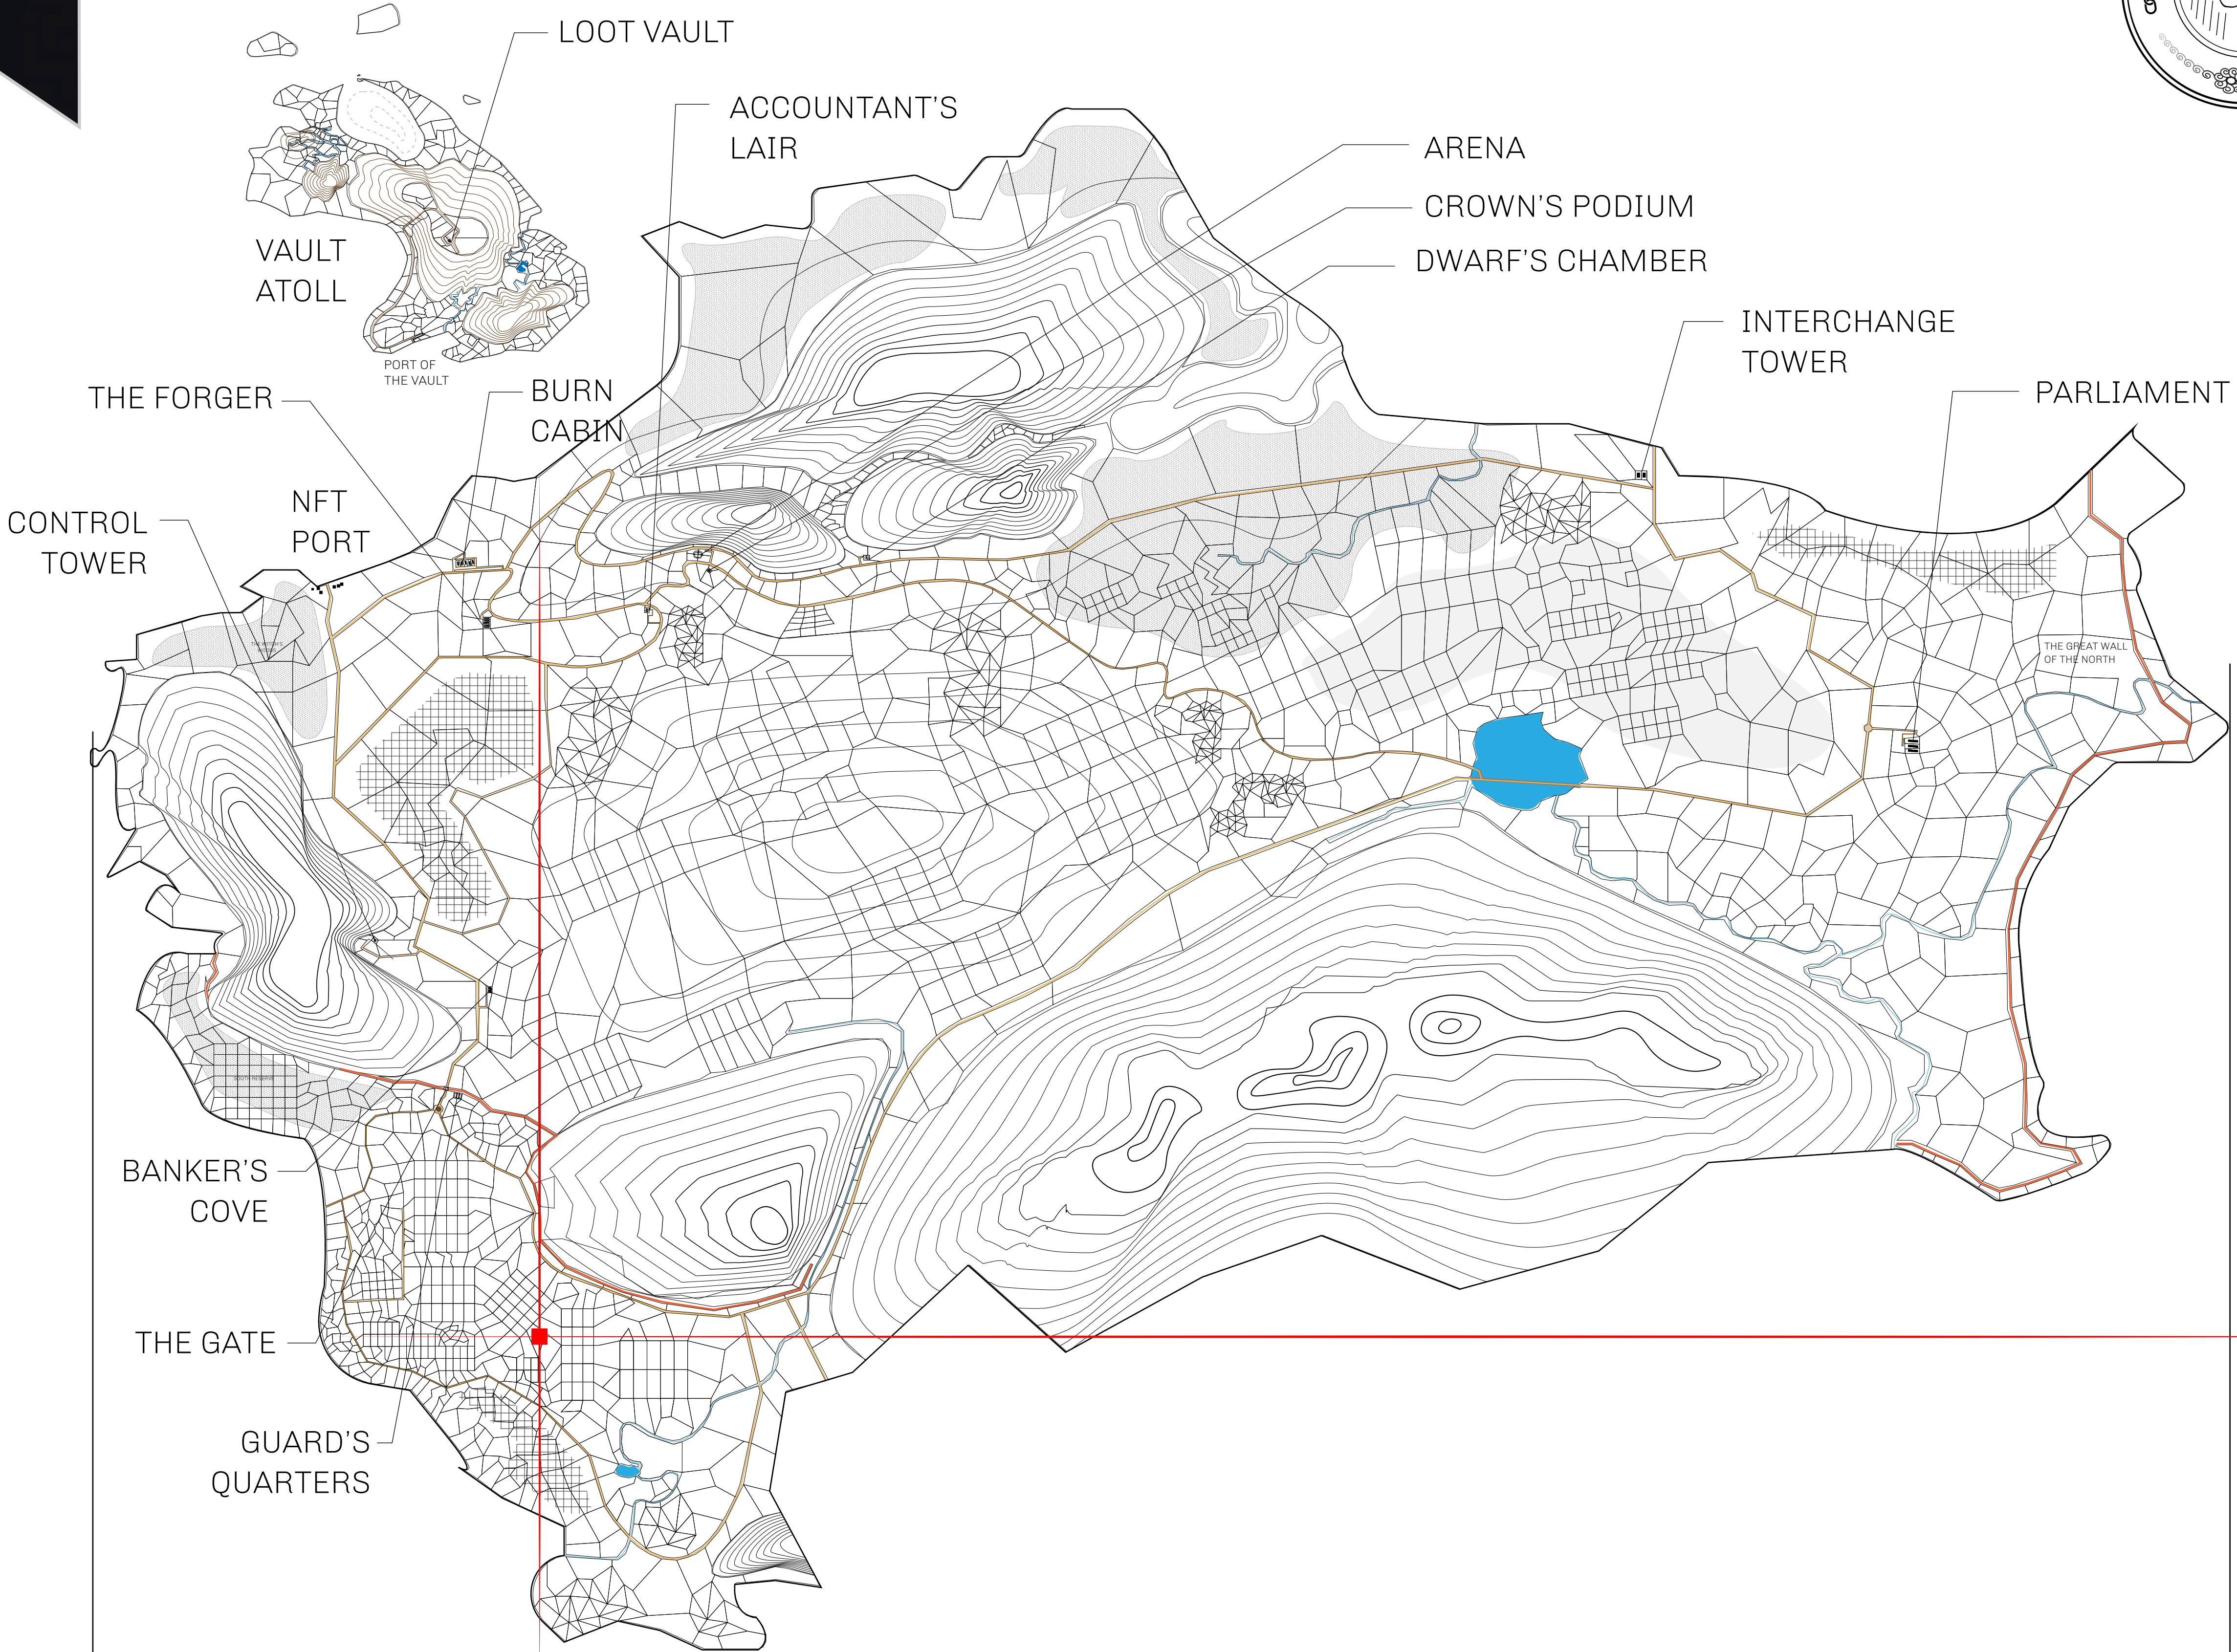 LOOT VAULT
ACCOUNTANT'S
LAIR
ARENA
CROWN'S PODIUM
DWARF'S CHAMBER
VAULT
ATOLL
INTERCHANGE
TOWER
PORT OF
THE VAULT
THE FORGER
BURN
CABIN
PARLIAMENT
NFT
PORT
CONTROL
TOWER
THE GREAT WALL
OF THE NORTH
SOUTH RESERVE
BANKER'S
COVE
THE GATE
GUARD'S
QUARTERS